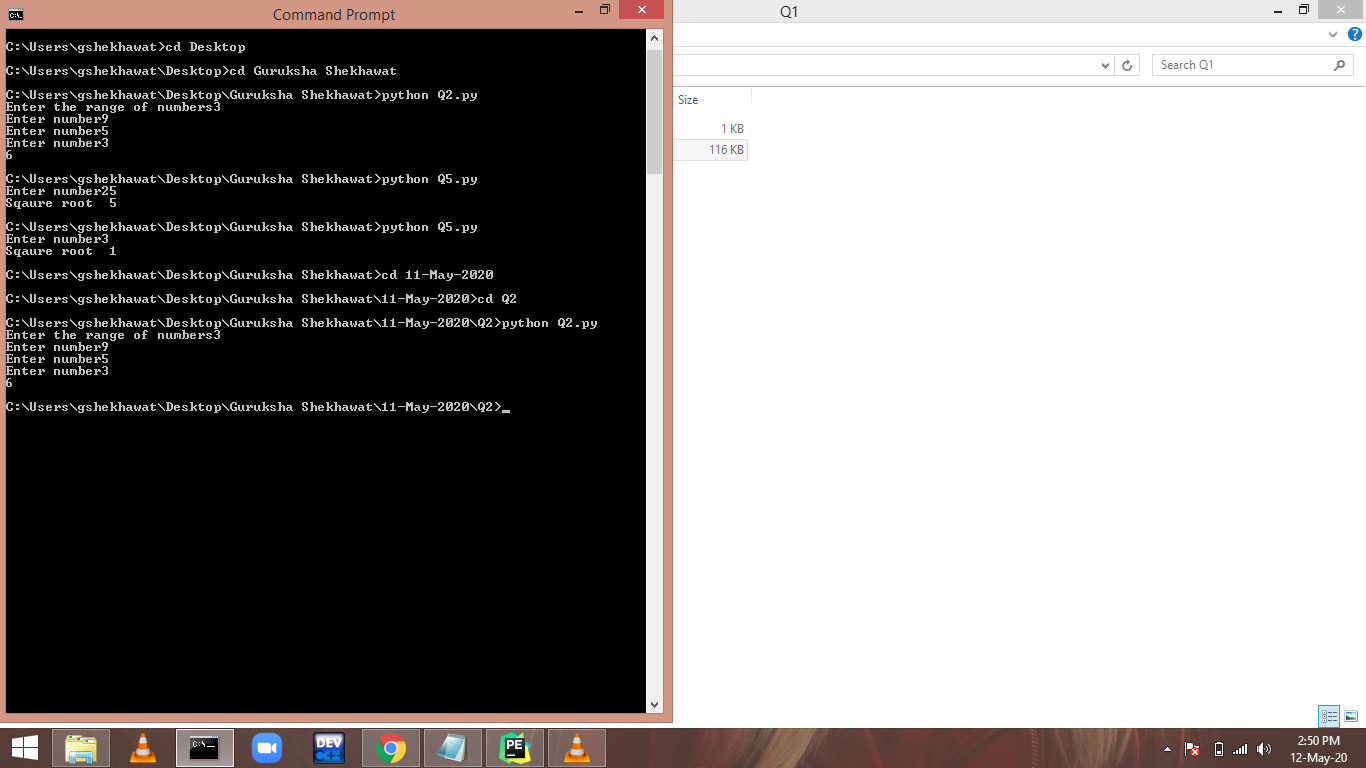 Command Prompt
C:\Users\gshekhawat>cd Desktop
C:\Users\gshekhawat\Desktop>cd Guruksha Shekhawat
C:\Users\gshekhawat\Desktop\Guruksha Shekhawat>python Q2.py
Enter the range of numbers3
Enter number9
Enter number5
Enter number3
6
C:\Users\gshekhawat\Desktop\Guruksha Shekhawat>python Q5.py
Enter number25
Sqaure root  5
C:\Users\gshekhawat\Desktop\Guruksha Shekhawat>python Q5.py
Enter number3
Sqaure root  1
C:\Users\gshekhawat\Desktop\Guruksha Shekhawat>cd 11-May-2020
C:\Users\gshekhawat\Desktop\Guruksha Shekhawat\11-May-2020>cd Q2
C:\Users\gshekhawat\Desktop\Guruksha Shekhawat\11-May-2020\Q2>python Q2.py
Enter the range of numbers3
Enter number9
Enter number5
Enter number3
6
C:\Users\gshekhawat\Desktop\Guruksha Shekhawat\11-May-2020\Q2>_
Q1
Search Q1
Size
1 KB
116 KB
C:\.
DEV
C++
PE
2:50 PM
12-May-20